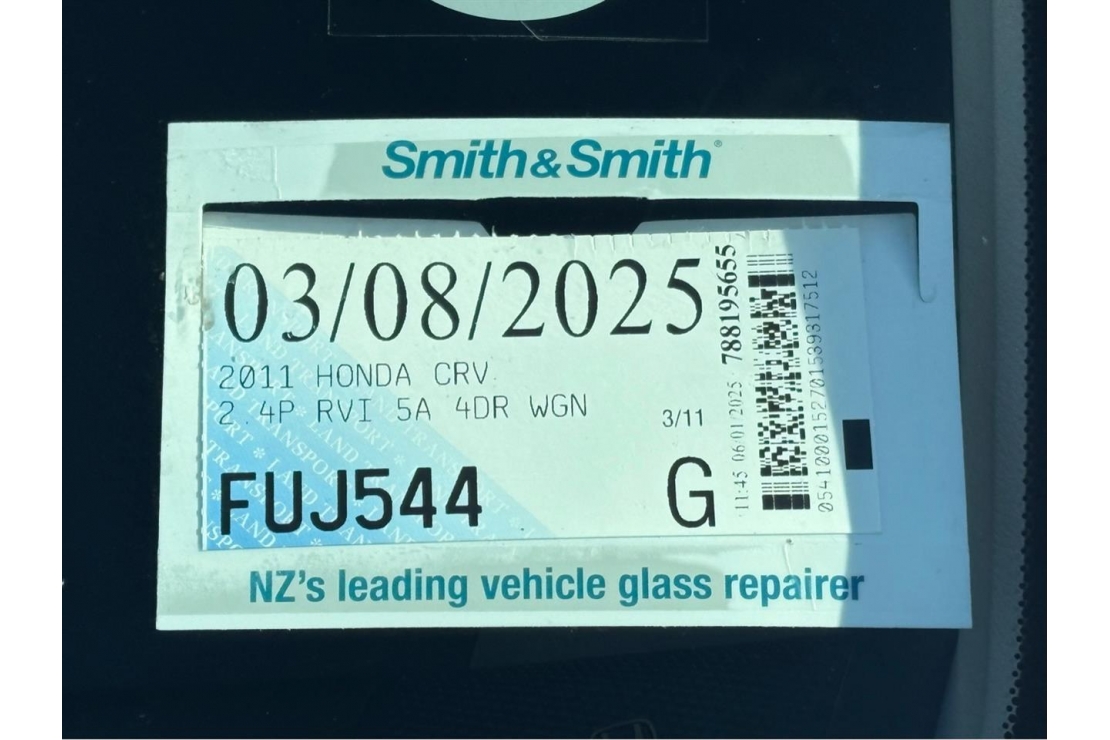 Smith&Smith®
03/08/2025
2011 HONDA CRV
2.4P RVI 5A 4DR WGN
3/11
FUJ544
G
11:45 06/01/2025 788195655
0541000152701539317512
NZ's leading vehicle glass repairer